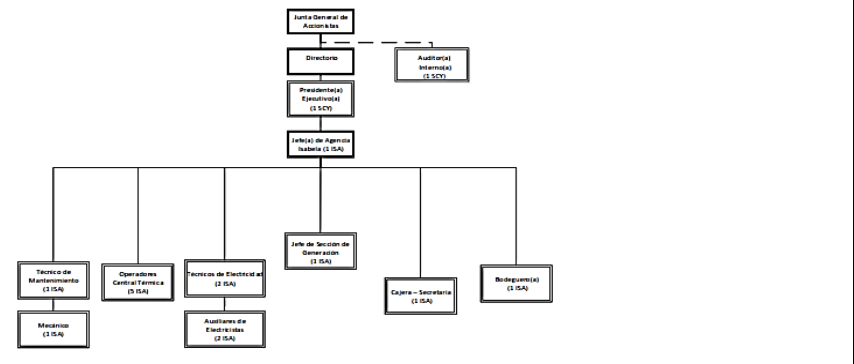 Junta General de
Accionistas
Directorio
Auditor(a)
Interno(a)
(1 SCY)
Presidente(a)
Ejecutivo(a)
(1 SCY)
Jefe(a) de Agencia
Isabela (1 ISA)
Jefe de Sección de
Generación
(1 ISA)
Técnico de
Mantenimiento
(1 ISA)
Operadores
Central Térmica
(5 ISA)
Técnicos de Electricidad
(2 ISA)
Cajera – Secretaria
(1 ISA)
Bodeguero(a)
(1 ISA)
Mecánico
(1 ISA)
Auxiliares de
Electricistas
(2 ISA)